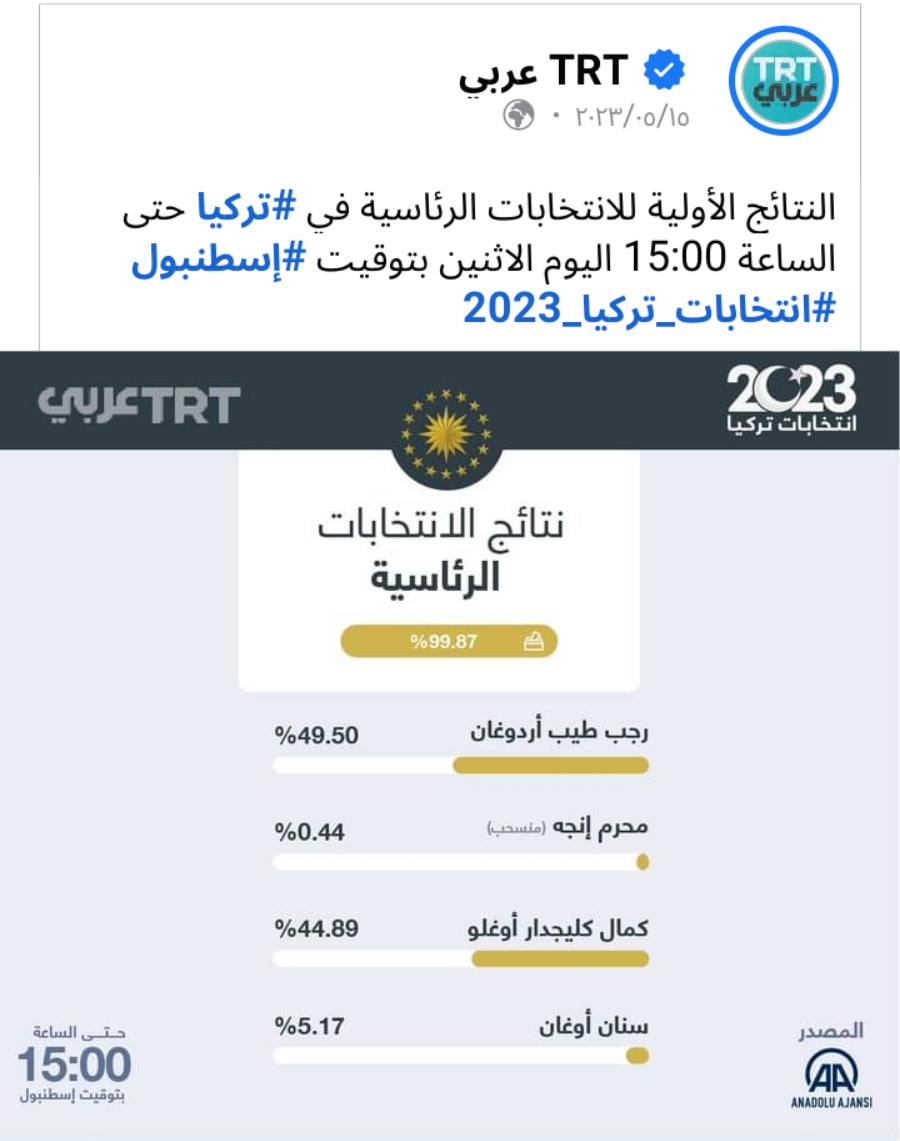 TRT عربي
TRT عربي
٢٠٢٣/٠٥/١٥ ·
النتائج الأولية للانتخابات الرئاسية في #تركيا حتى
الساعة 15:00 اليوم الاثنين بتوقيت #إسطنبول
#انتخابات_تركيا_2023
2023
انتخابات تركيا
TRT عربي
نتائج الانتخابات
الرئاسية
%99.87
رجب طيب أردوغان %49.50
محرم إنجه (منسحب) %0.44
كمال كليجدار أوغلو %44.89
سنان أوغان %5.17
المصدر
AA
ANADOLU AJANSI
حتى الساعة
15:00
بتوقيت إسطنبول